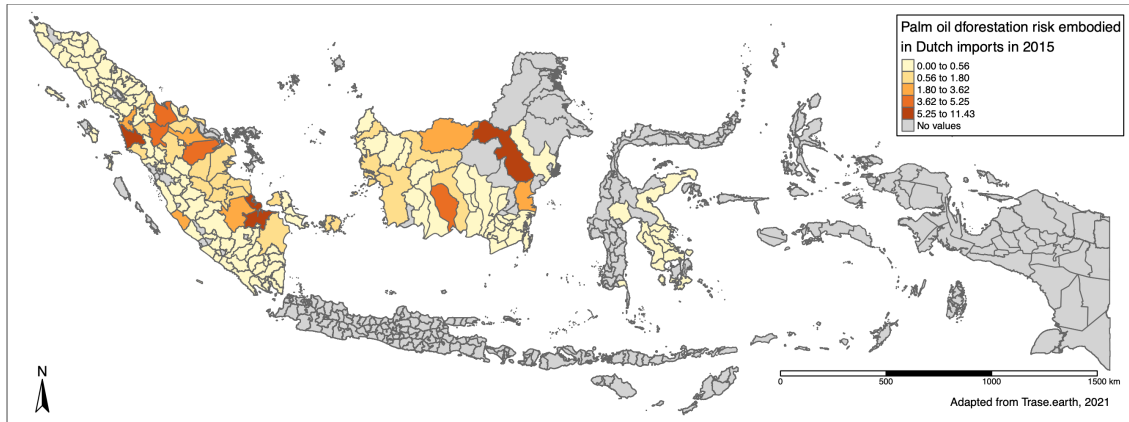 Palm oil dforestation risk embodied
in Dutch imports in 2015
0.00 to 0.56
0.56 to 1.80
1.80 to 3.62
3.62 to 5.25
5.25 to 11.43
No values
N
0 500 1000 1500 km
Adapted from Trase.earth, 2021